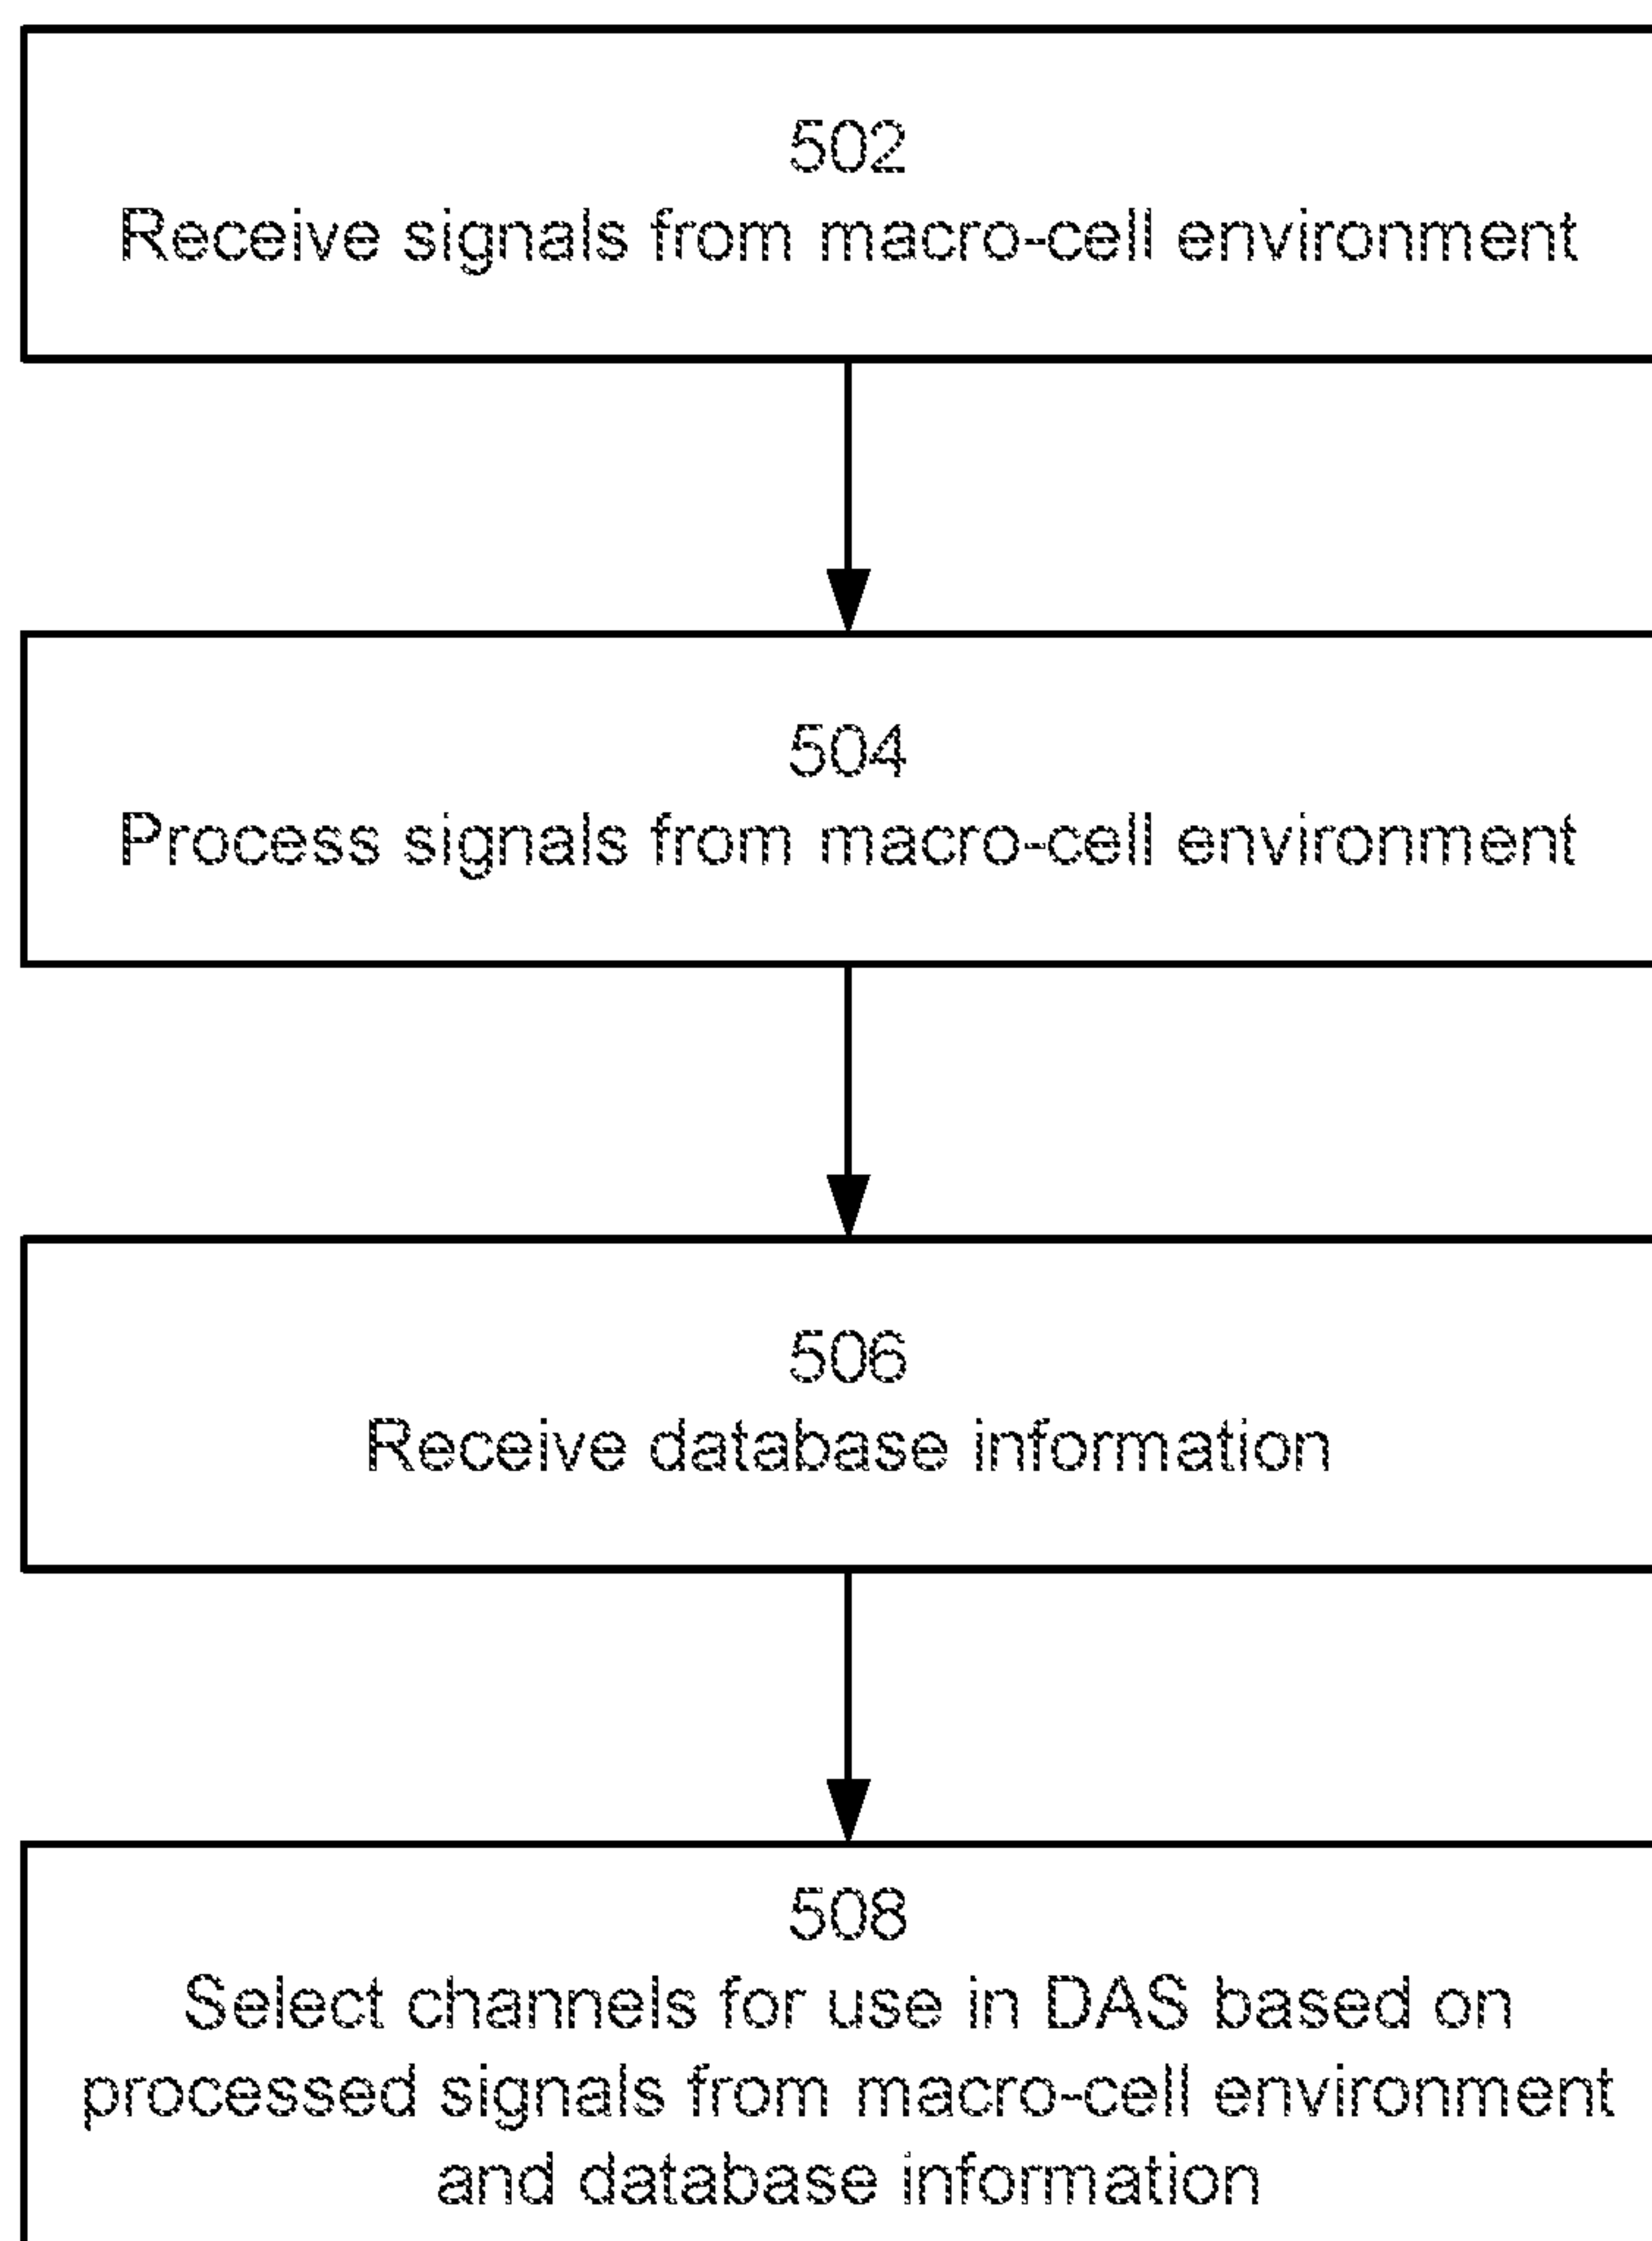 502
Receive signals from macro-cell environment
504
Process signals from macro-cell environment
506
Receive database information
508
Select channels for use in DAS based on
processed signals from macro-cell environment
and database information